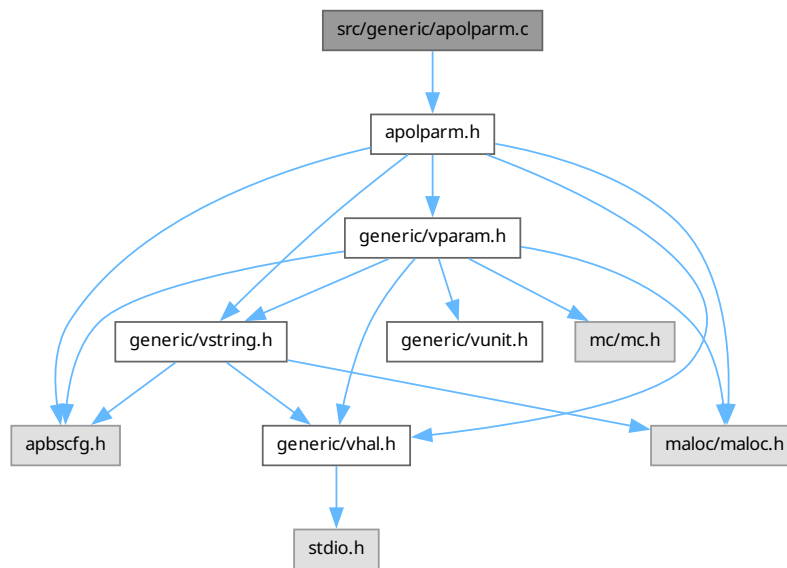 src/generic/apolparm.c
apolparm.h
generic/vparam.h
generic/vstring.h
generic/vunit.h
mc/mc.h
apbscfg.h
generic/vhal.h
maloc/maloc.h
stdio.h